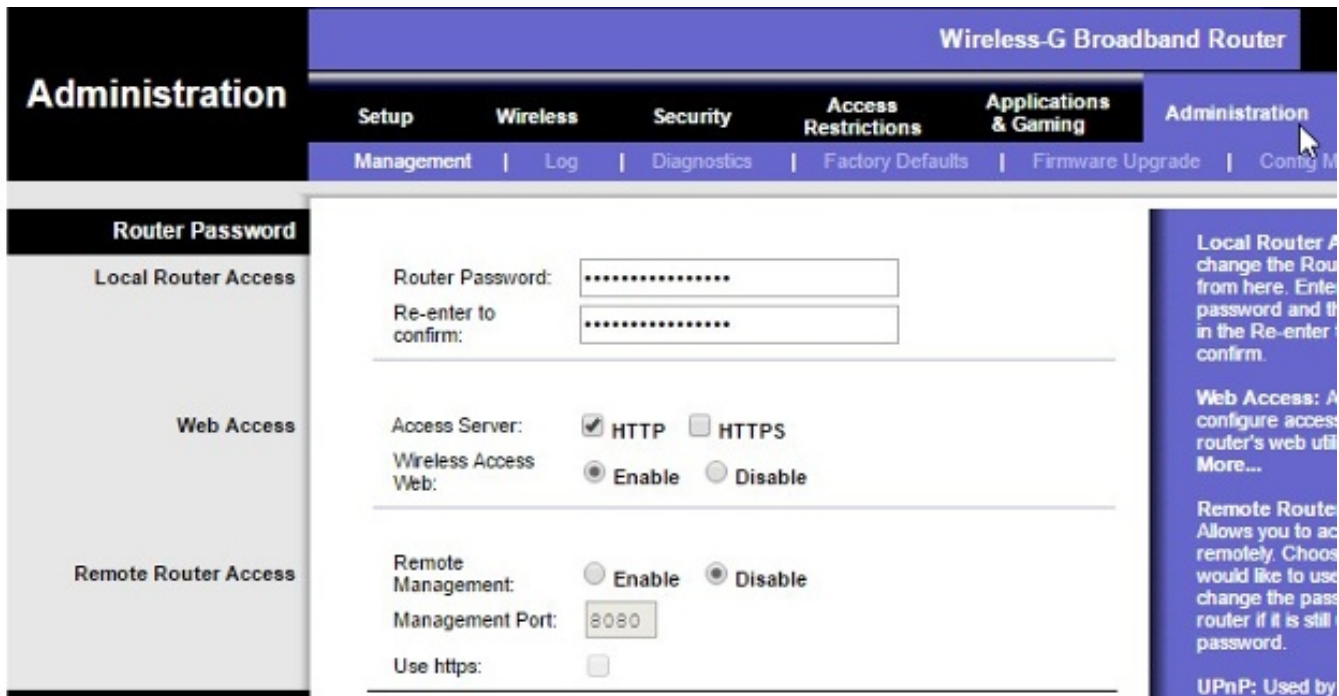 Wireless-G Broadband Router
Administration
Setup
Wireless
Security
Access
Restrictions
Applications
& Gaming
Administration
Management | Log | Diagnostics | Factory Defaults | Firmware Upgrade | Config M
Router Password
Local Router Access
Router Password: ••••••••••••••••
Re-enter to
confirm: ••••••••••••••••
Web Access
Access Server: HTTP HTTPS
Wireless Access
Web: Enable Disable
Remote Router Access
Remote
Management: Enable Disable
Management Port: 8080
Use https:
Local Router A
change the Rou
from here. Enter
password and th
in the Re-enter
confirm.
Web Access: A
configure access
router's web util
More...
Remote Router
Allows you to ac
remotely. Choos
would like to use
change the pass
router if it is still
password.
UPnP: Used by